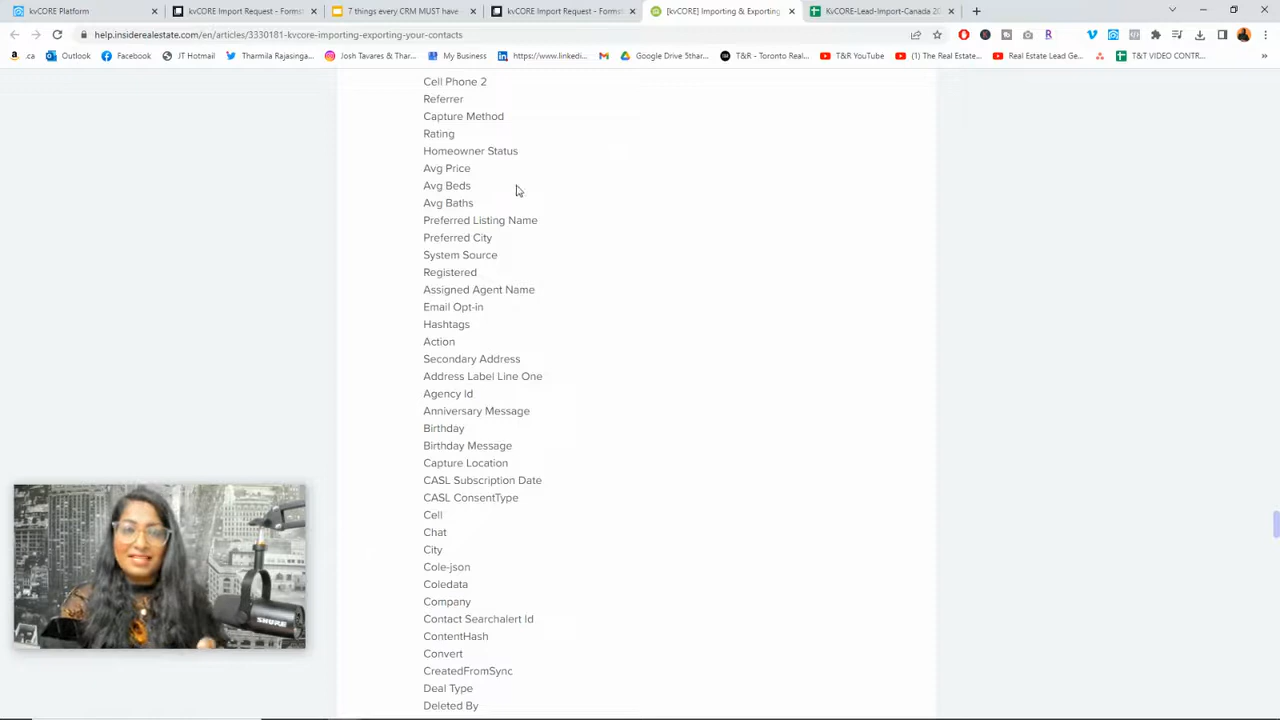 kvCORE Platform
kvCORE Import Request - Forms
7 things every CRM MUST have
kvCORE Import Request - Forms
[kvCORE] Importing & Exporting
KvCORE-Lead-Import-Canada 20
help.insiderealestate.com/en/articles/3330181-kvcore-importing-exporting-your-contacts
.ca
Outlook
Facebook
JT Hotmail
Thamila Rajasinga...
Josh Tavares & Thar...
My Business
https://www.linkedi...
Google Drive Sthar...
T&R - Toronto Real...
T&R YouTube
(1) The Real Estate...
Real Estate Lead Ge...
T&T VIDEO CONTR...
Cell Phone 2
Referrer
Capture Method
Rating
Homeowner Status
Avg Price
Avg Beds
Avg Baths
Preferred Listing Name
Preferred City
System Source
Registered
Assigned Agent Name
Email Opt-in
Hashtags
Action
Secondary Address
Address Label Line One
Agency Id
Anniversary Message
Birthday
Birthday Message
Capture Location
CASL Subscription Date
CASL ConsentType
Cell
Chat
City
Cole-json
Coledata
Company
Contact Searchalert Id
ContentHash
Convert
CreatedFromSync
Deal Type
Deleted By
SHURE